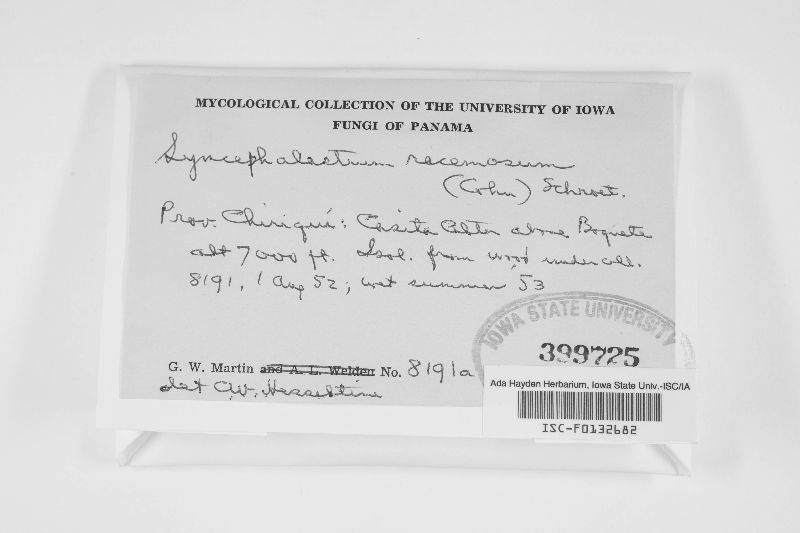 MYCOLOGICAL COLLECTION OF THE UNIVERSITY OF IOWA
FUNGI OF PANAMA
Syncephalastrum racemosum
(Cohn) Schroet.
Prov. Chiriquí: Casita Alta above Boquete
alt 7000 ft. Isol. from wood under coll.
8191, 1 Aug 52; wet summer 53
IOWA STATE UNIVERSITY
399725
G. W. Martin and A. L. Welden No. 8191a
det C.W. Hesseltine
Ada Hayden Herbarium, Iowa State Univ.-ISC/IA
ISC-F0132682